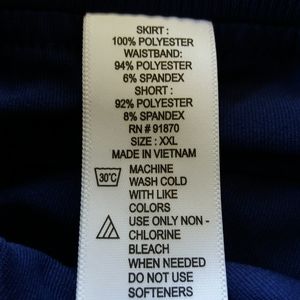 SKIRT :
100% POLYESTER
WAISTBAND:
94% POLYESTER
6% SPANDEX
SHORT :
92% POLYESTER
8% SPANDEX
RN # 91870
SIZE : XXL
MADE IN VIETNAM
30°C MACHINE
WASH COLD
WITH LIKE
COLORS
USE ONLY NON -
CHLORINE
BLEACH
WHEN NEEDED
DO NOT USE
SOFTENERS